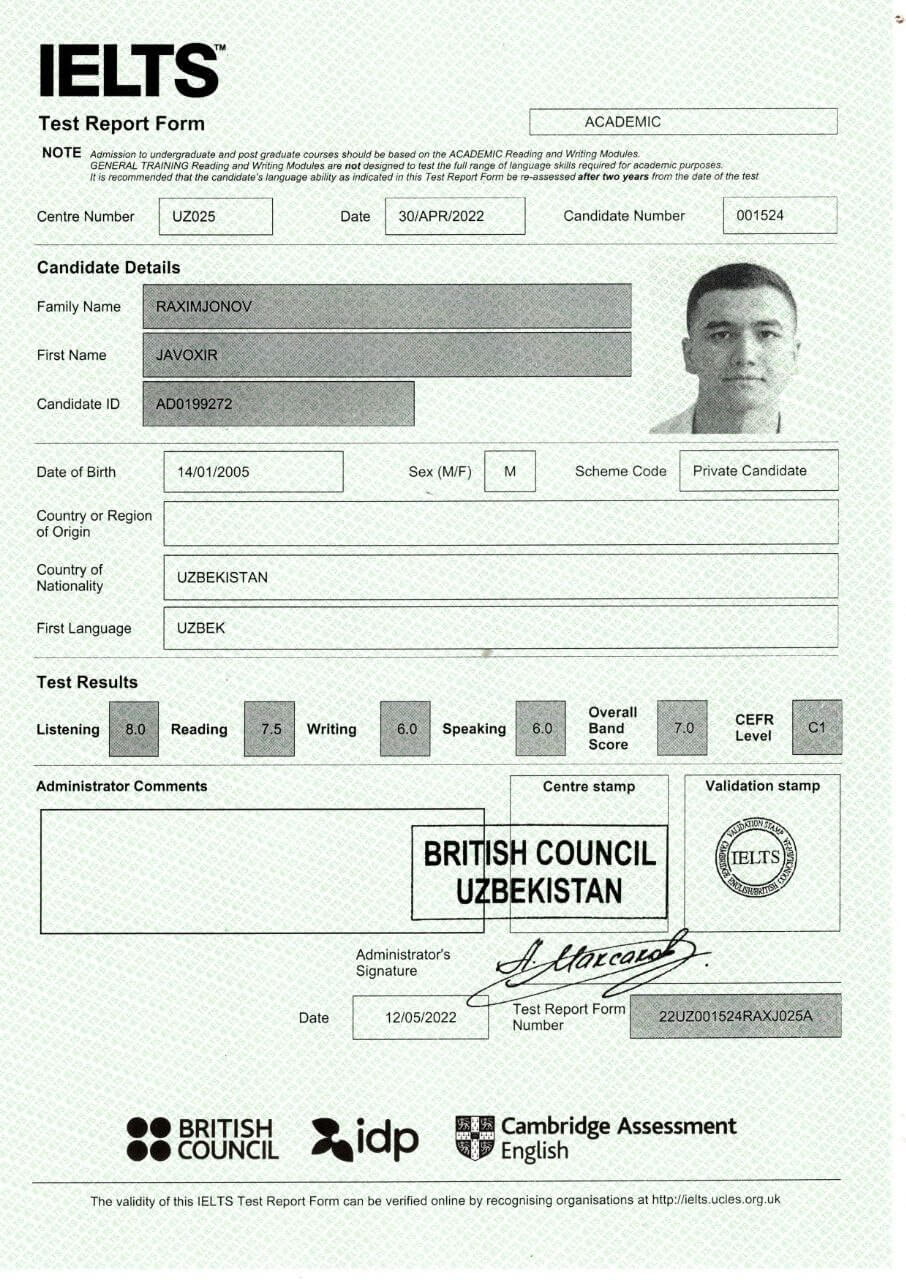 IELTS™
Test Report Form
ACADEMIC
NOTE Admission to undergraduate and post graduate courses should be based on the ACADEMIC Reading and Writing Modules.
GENERAL TRAINING Reading and Writing Modules are not designed to test the full range of language skills required for academic purposes.
It is recommended that the candidate's language ability as indicated in this Test Report Form be re-assessed after two years from the date of the test
Centre Number UZ025 Date 30/APR/2022 Candidate Number 001524
Candidate Details
Family Name RAXIMJONOV
First Name JAVOXIR
Candidate ID AD0199272
Date of Birth 14/01/2005 Sex (M/F) M Scheme Code Private Candidate
Country or Region
of Origin
Country of
Nationality UZBEKISTAN
First Language UZBEK
Test Results
Listening 8.0 Reading 7.5 Writing 6.0 Speaking 6.0 Overall Band Score 7.0 CEFR Level C1
Administrator Comments
Centre stamp
Validation stamp
BRITISH COUNCIL
UZBEKISTAN
VALIDATION STAMP
IELTS
CAMBRIDGE ENGLISH/BRITISH COUNCIL/IDP:IA
Administrator's
Signature
Date 12/05/2022
Test Report Form
Number 22UZ001524RAXJ025A
BRITISH
COUNCIL
idp
Cambridge Assessment
English
The validity of this IELTS Test Report Form can be verified online by recognising organisations at http://ielts.ucles.org.uk